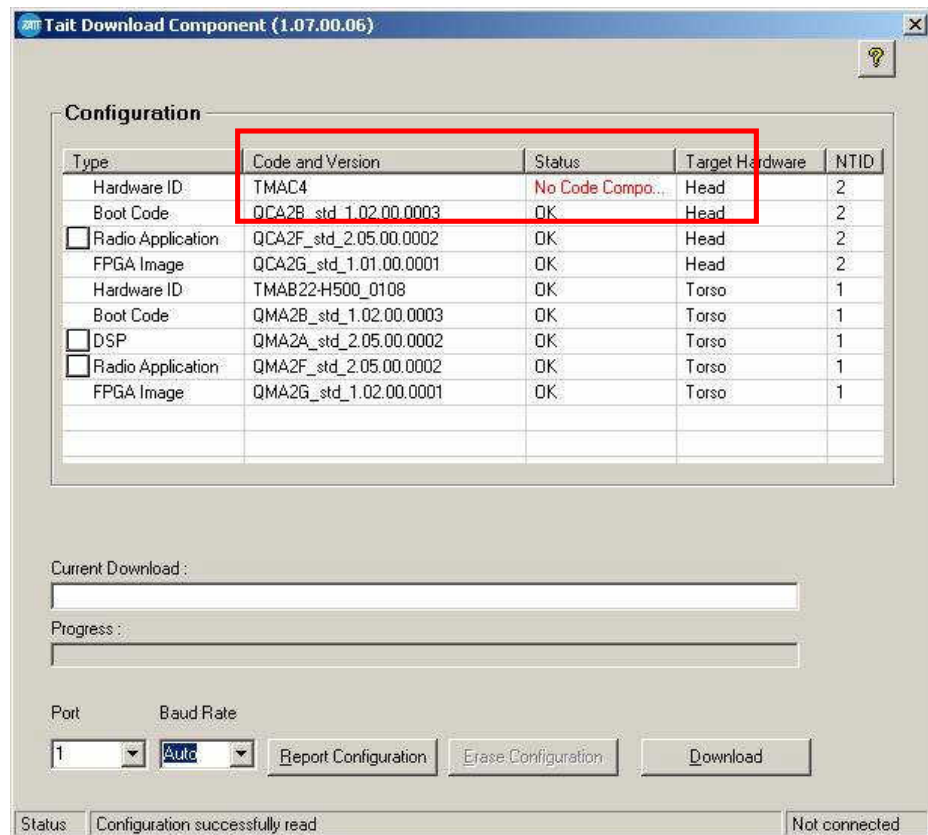 TAIT Tait Download Component (1.07.00.06)
Configuration
Type Code and Version Status Target Hardware NTID
Hardware ID TMAC4 No Code Compo... Head 2
Boot Code QCA2B_std_1.02.00.0003 OK Head 2
Radio Application QCA2F_std_2.05.00.0002 OK Head 2
FPGA Image QCA2G_std_1.01.00.0001 OK Head 2
Hardware ID TMAB22-H500_0108 OK Torso 1
Boot Code QMA2B_std_1.02.00.0003 OK Torso 1
DSP QMA2A_std_2.05.00.0002 OK Torso 1
Radio Application QMA2F_std_2.05.00.0002 OK Torso 1
FPGA Image QMA2G_std_1.02.00.0001 OK Torso 1
Current Download :
Progress :
Port Baud Rate
1 Auto Report Configuration Erase Configuration Download
Status Configuration successfully read Not connected